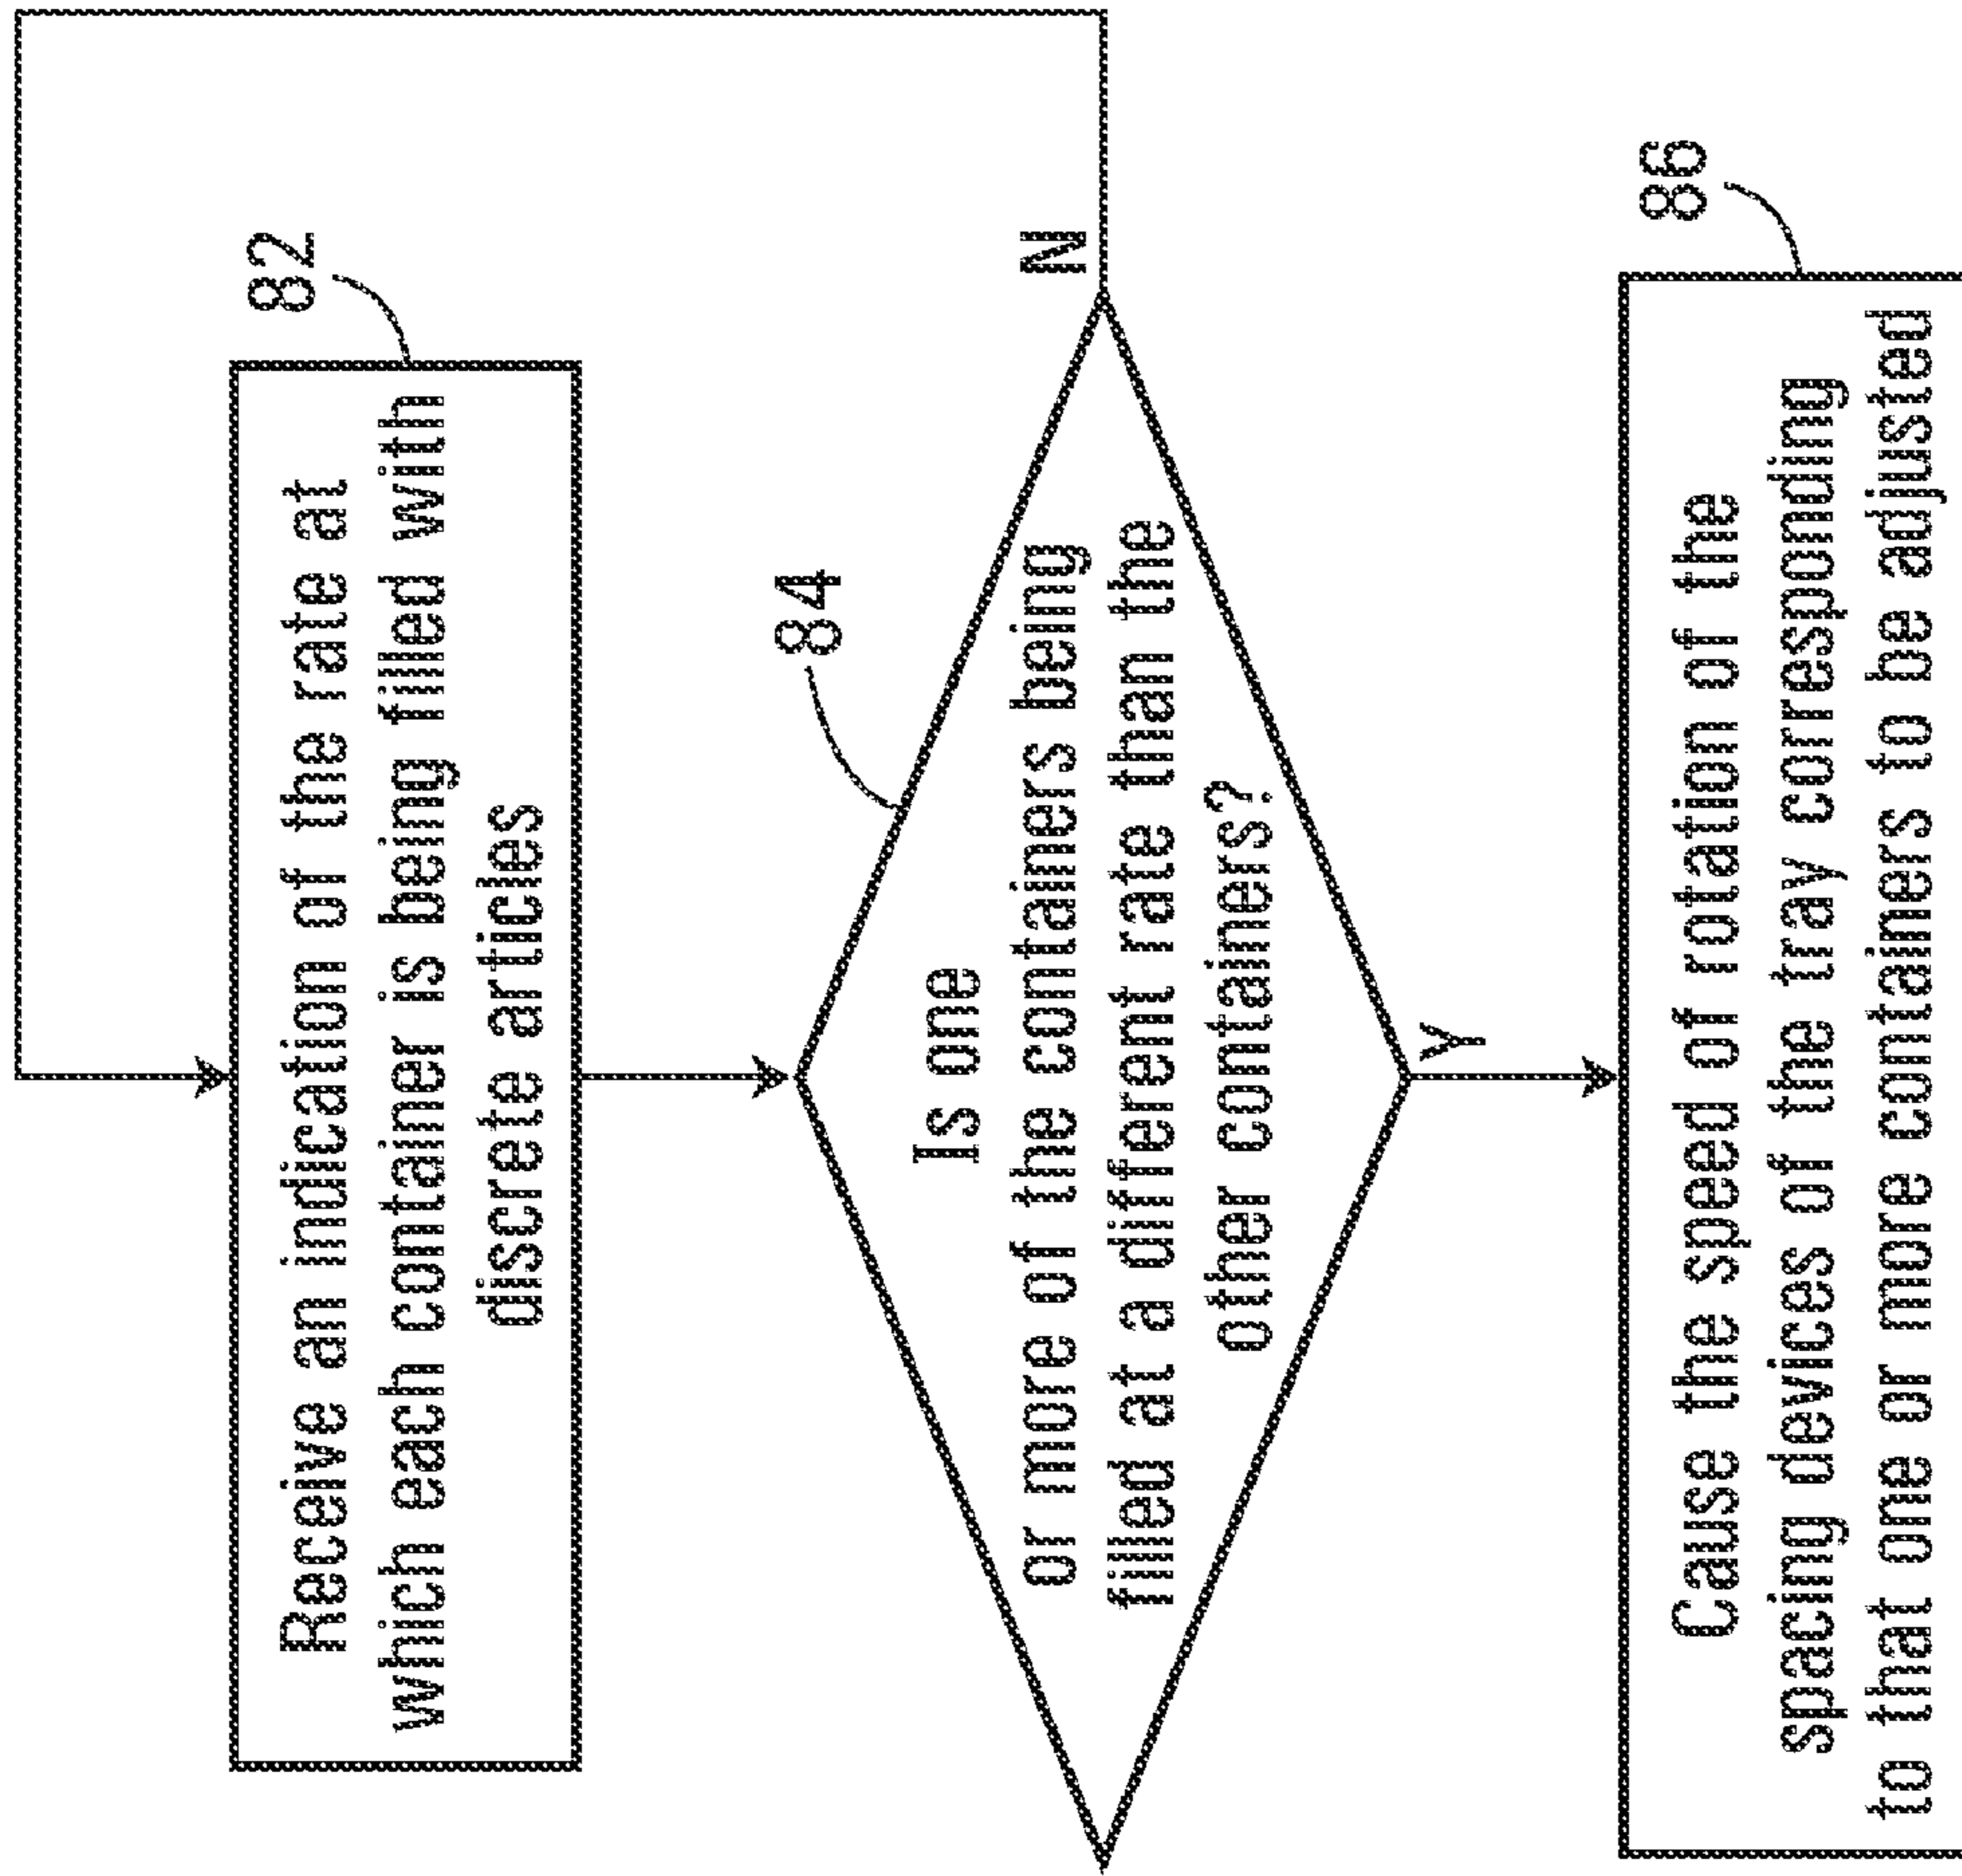 82
Receive an indication of the rate at
which each container is being filled with
discrete articles
84
Is one
or more of the containers being
filled at a different rate than the
other containers?
N
Y
86
Cause the speed of rotation of the
spacing devices of the tray corresponding
to that one or more containers to be adjusted